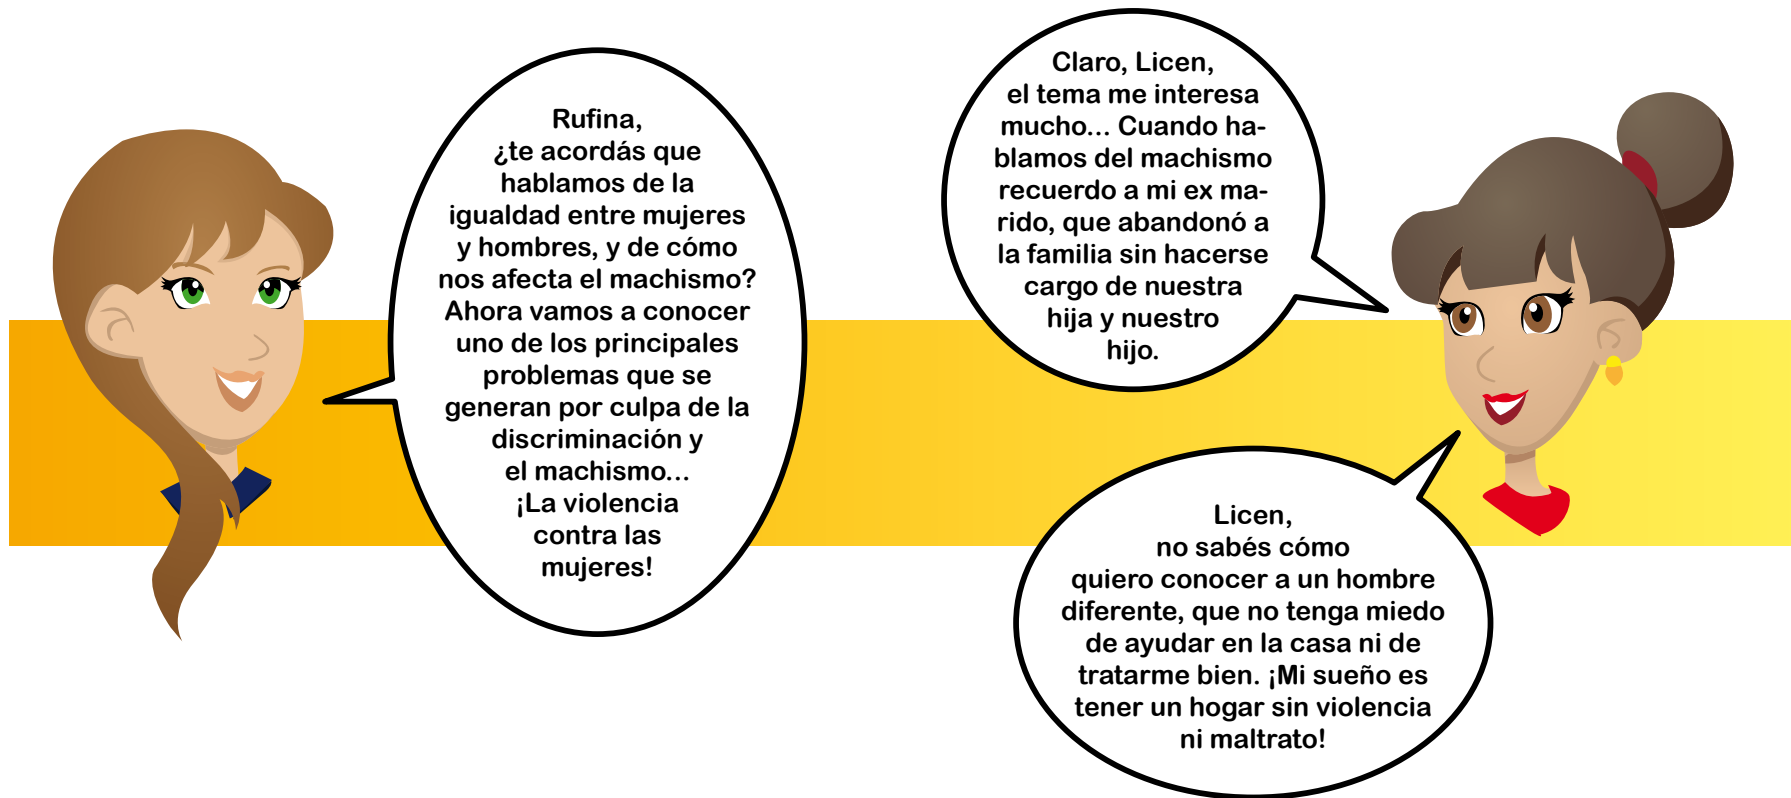 Rufina,
¿te acordás que
hablamos de la
igualdad entre mujeres
y hombres, y de cómo
nos afecta el machismo?
Ahora vamos a conocer
uno de los principales
problemas que se
generan por culpa de la
discriminación y
el machismo...
¡La violencia
contra las
mujeres!
Claro, Licen,
el tema me interesa
mucho... Cuando ha-
blamos del machismo
recuerdo a mi ex ma-
rido, que abandonó a
la familia sin hacerse
cargo de nuestra
hija y nuestro
hijo.
Licen,
no sabés cómo
quiero conocer a un hombre
diferente, que no tenga miedo
de ayudar en la casa ni de
tratarme bien. ¡Mi sueño es
tener un hogar sin violencia
ni maltrato!